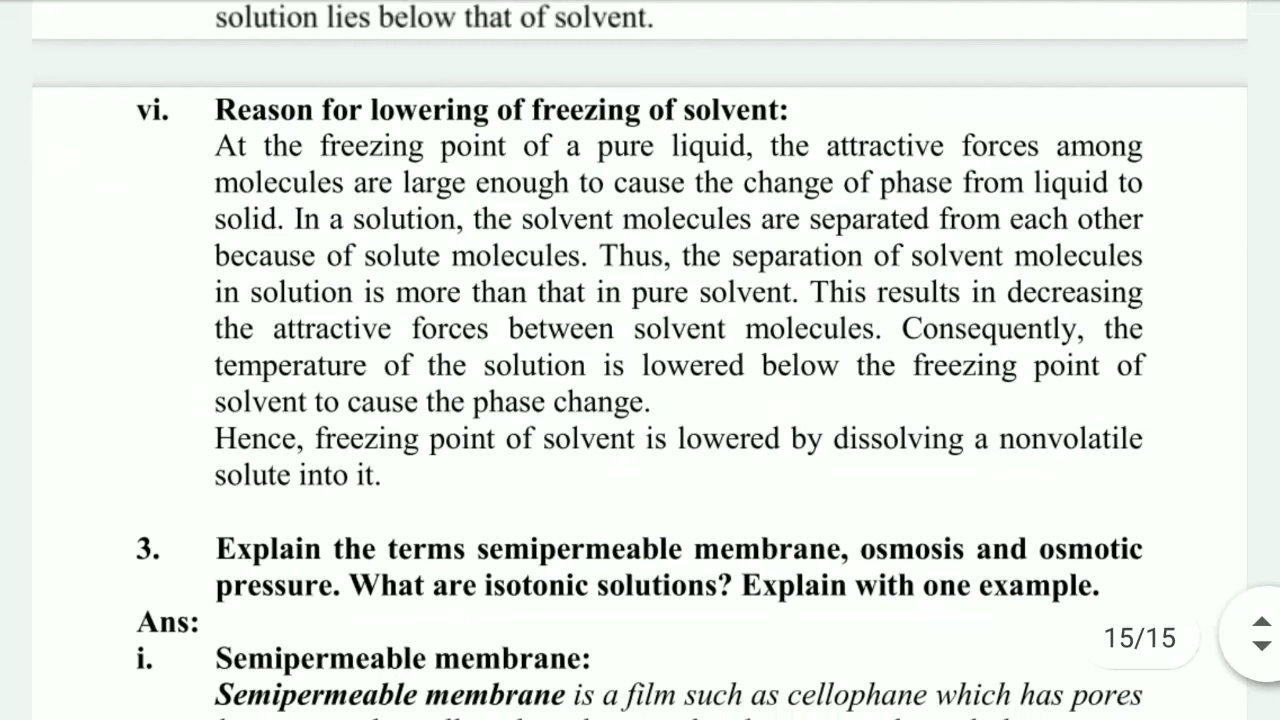 solution lies below that of solvent.
vi. Reason for lowering of freezing of solvent:
At the freezing point of a pure liquid, the attractive forces among
molecules are large enough to cause the change of phase from liquid to
solid. In a solution, the solvent molecules are separated from each other
because of solute molecules. Thus, the separation of solvent molecules
in solution is more than that in pure solvent. This results in decreasing
the attractive forces between solvent molecules. Consequently, the
temperature of the solution is lowered below the freezing point of
solvent to cause the phase change.
Hence, freezing point of solvent is lowered by dissolving a nonvolatile
solute into it.
3. Explain the terms semipermeable membrane, osmosis and osmotic
pressure. What are isotonic solutions? Explain with one example.
Ans:
15/15
i. Semipermeable membrane:
Semipermeable membrane is a film such as cellophane which has pores